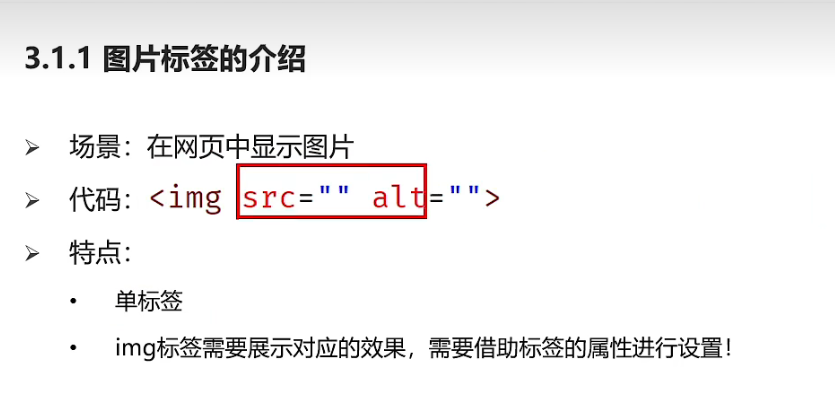 3.1.1 图片标签的介绍
➢ 场景：在网页中显示图片
➢ 代码：<img src="" alt="">
➢ 特点：
• 单标签
• img标签需要展示对应的效果，需要借助标签的属性进行设置！